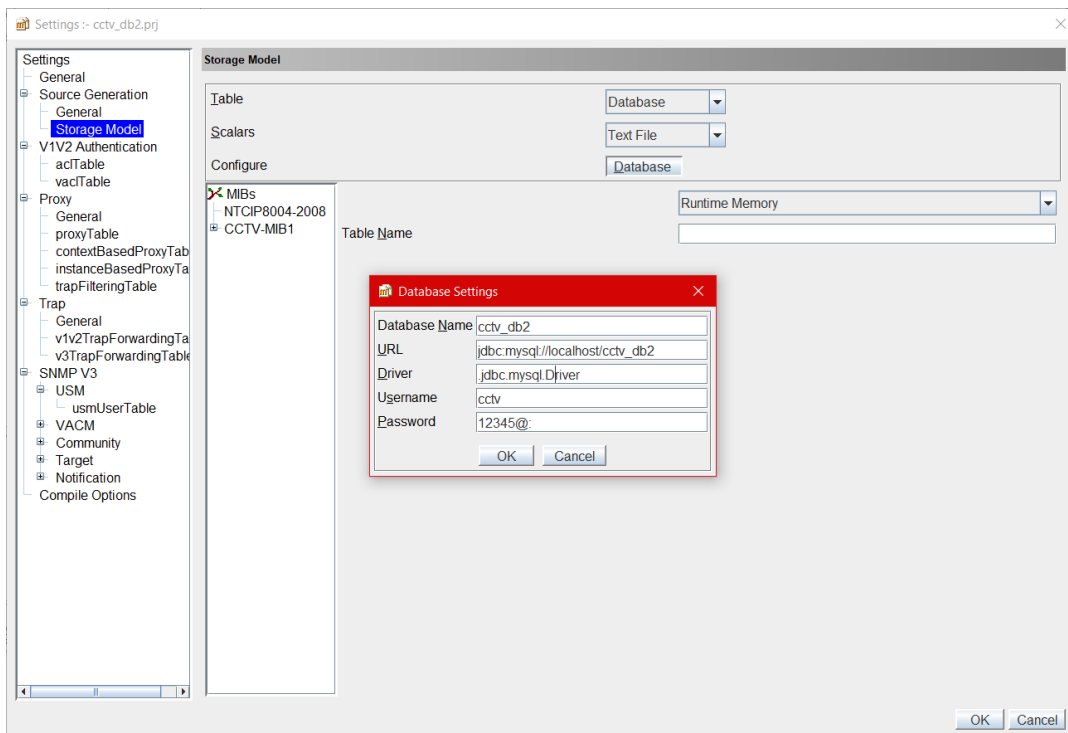 Settings :- cctv_db2.prj
Settings
General
Source Generation
General
Storage Model
V1V2 Authentication
aclTable
vaclTable
Proxy
General
proxyTable
contextBasedProxyTab
instanceBasedProxyTa
trapFilteringTable
Trap
General
v1v2TrapForwardingTa
v3TrapForwardingTable
SNMP V3
USM
usmUserTable
VACM
Community
Target
Notification
Compile Options
Storage Model
Table Database
Scalars Text File
Configure Database
MIBs
NTCIP8004-2008
CCTV-MIB1
Runtime Memory
Table Name
Database Settings
Database Name cctv_db2
URL jdbc:mysql://localhost/cctv_db2
Driver .jdbc.mysql.Driver
Username cctv
Password 12345@:
OK Cancel
OK Cancel